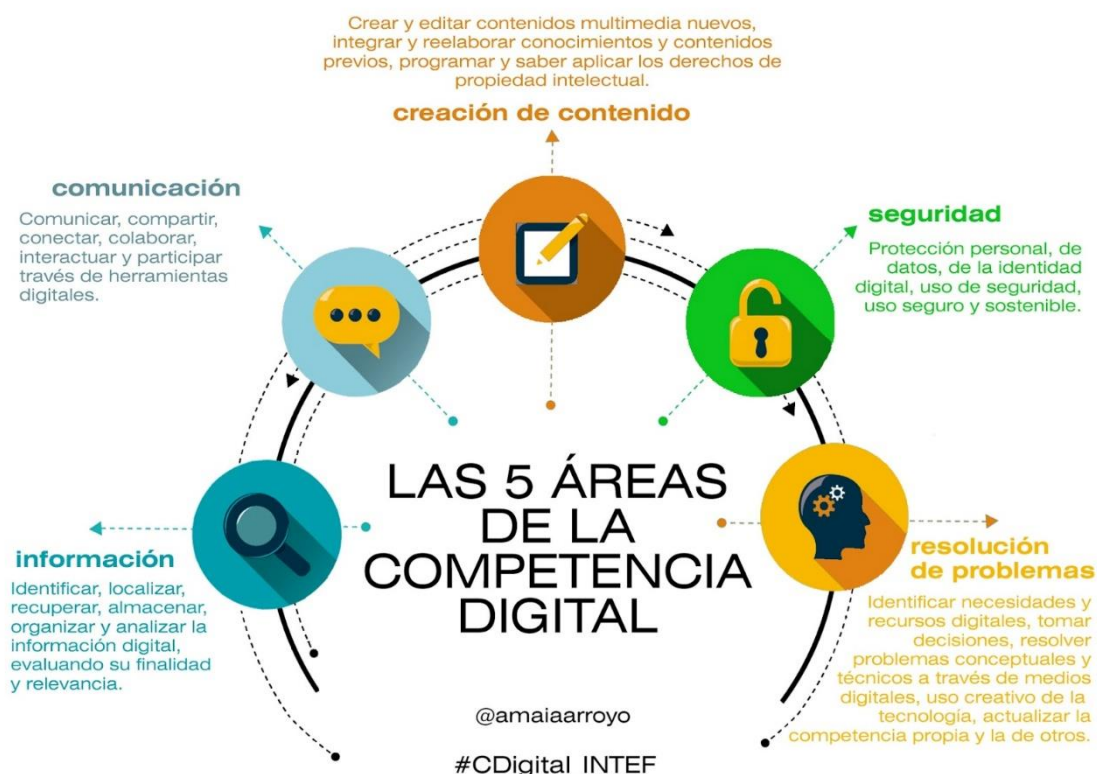 Crear y editar contenidos multimedia nuevos,
integrar y reelaborar conocimientos y contenidos
previos, programar y saber aplicar los derechos de
propiedad intelectual.
creación de contenido
comunicación
Comunicar, compartir,
conectar, colaborar,
interactuar y participar
través de herramientas
digitales.
seguridad
Protección personal, de
datos, de la identidad
digital, uso de seguridad,
uso seguro y sostenible.
información
Identificar, localizar,
recuperar, almacenar,
organizar y analizar la
información digital,
evaluando su finalidad
y relevancia.
LAS 5 ÁREAS
DE LA
COMPETENCIA
DIGITAL
resolución
de problemas
Identificar necesidades y
recursos digitales, tomar
decisiones, resolver
problemas conceptuales y
técnicos a través de medios
digitales, uso creativo de la
tecnología, actualizar la
competencia propia y la de otros.
@amaiaarroyo
#CDigital_INTEF